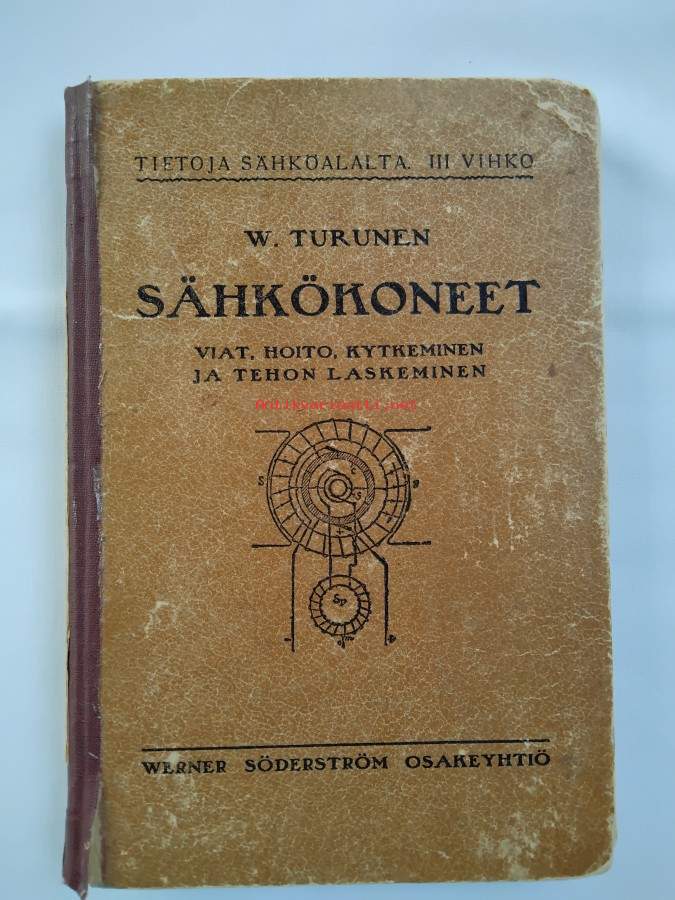 TIETOJA SÄHKÖALALTA. III VIHKO
W. TURUNEN
SÄHKÖKONEET
VIAT, HOITO, KYTKEMINEN
JA TEHON LASKEMINEN
WERNER SÖDERSTRÖM OSAKEYHTIÖ